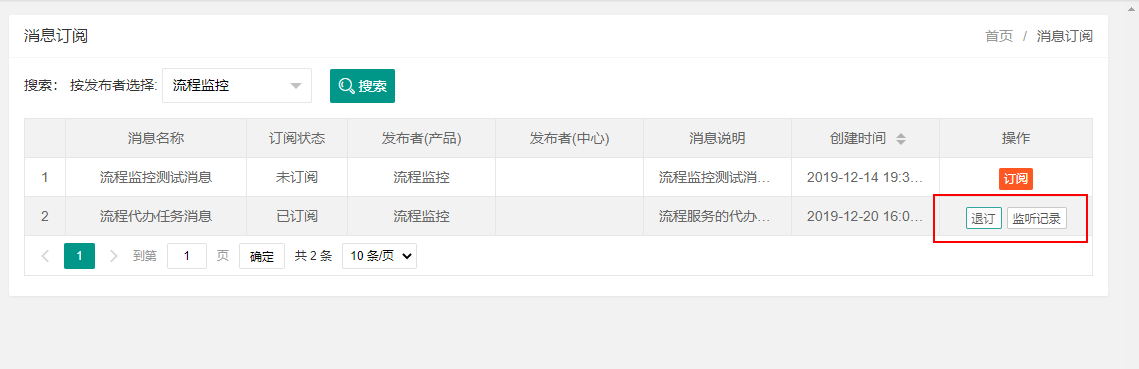 消息订阅
首页 / 消息订阅
搜索： 按发布者选择: 流程监控 搜索
消息名称 订阅状态 发布者(产品) 发布者(中心) 消息说明 创建时间 操作
1 流程监控测试消息 未订阅 流程监控 流程监控测试消… 2019-12-14 19:3… 订阅
2 流程代办任务消息 已订阅 流程监控 流程服务的代办… 2019-12-20 16:0… 退订 监听记录
1 到第 1 页 确定 共 2 条 10 条/页